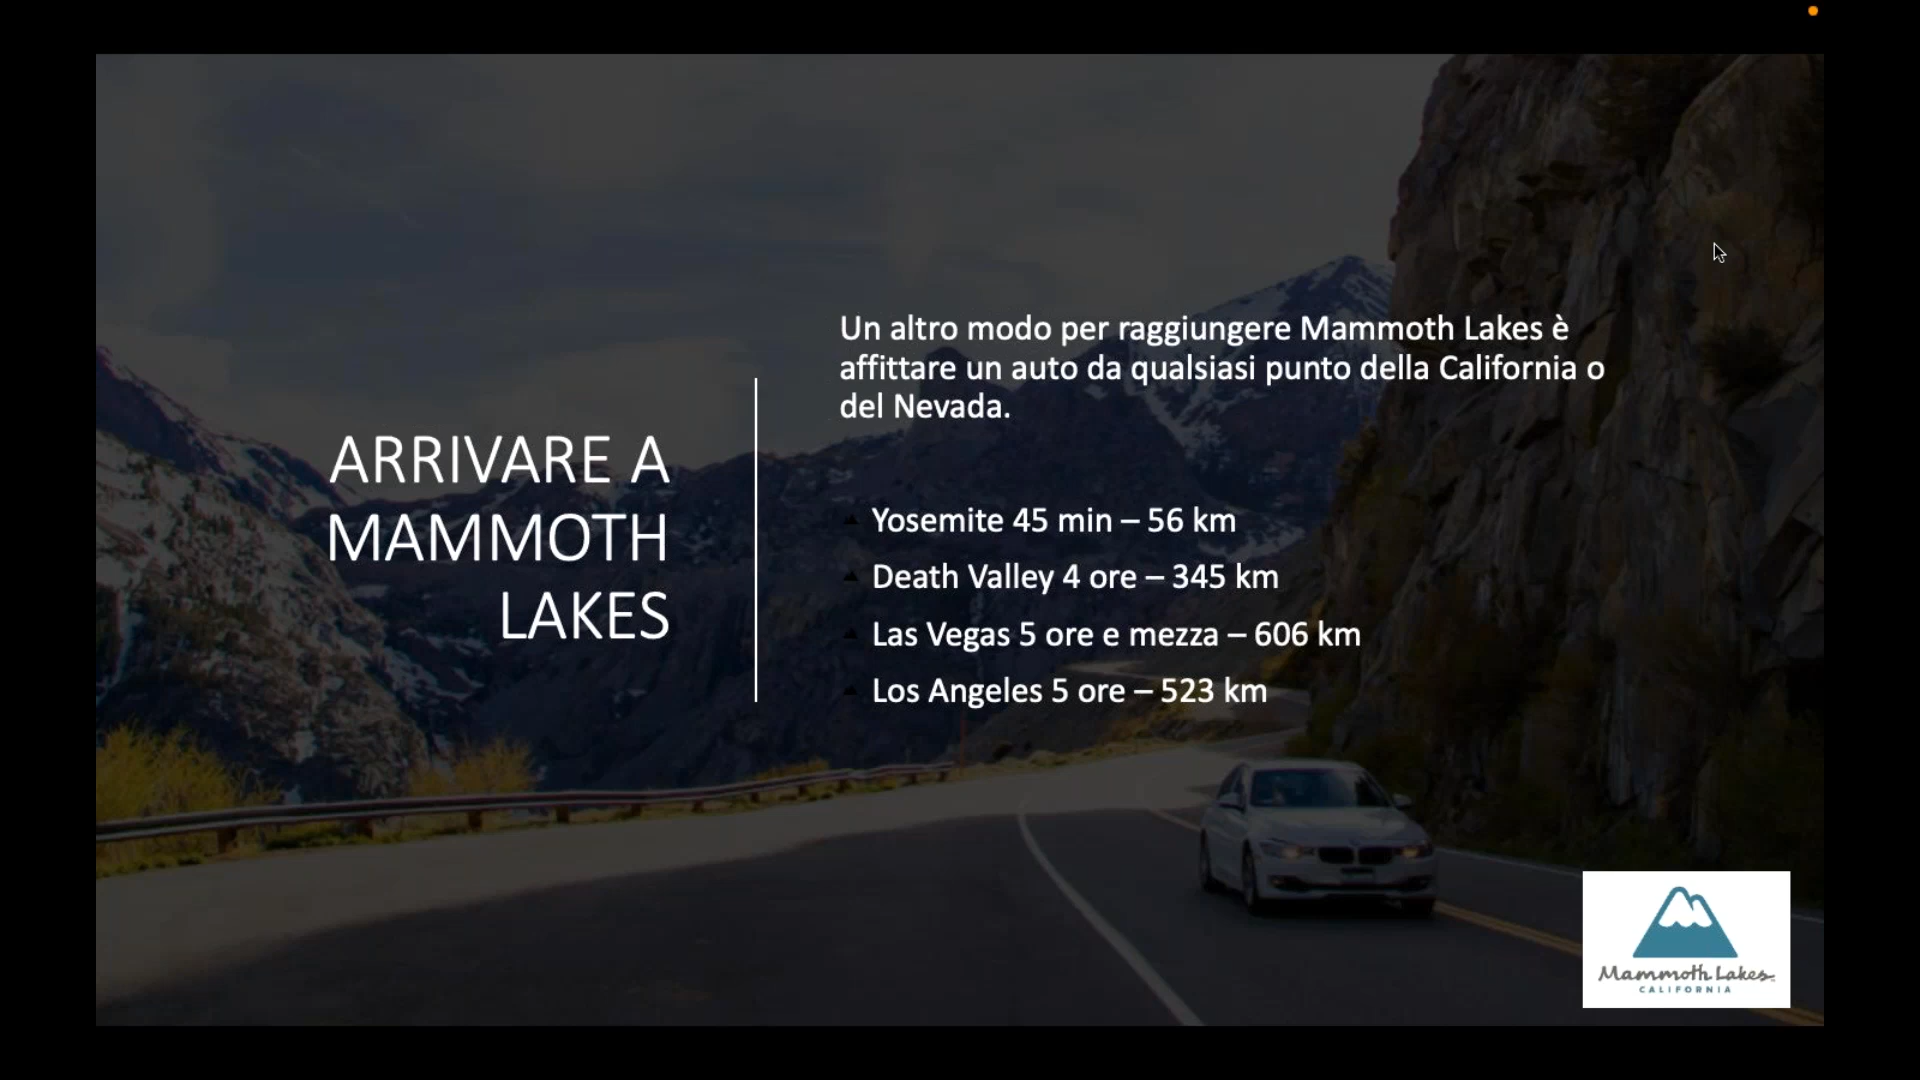 ARRIVARE A
MAMMOTH
LAKES
Un altro modo per raggiungere Mammoth Lakes è
affittare un auto da qualsiasi punto della California o
del Nevada.
Yosemite 45 min – 56 km
Death Valley 4 ore – 345 km
Las Vegas 5 ore e mezza – 606 km
Los Angeles 5 ore – 523 km
Mammoth Lakes
CALIFORNIA